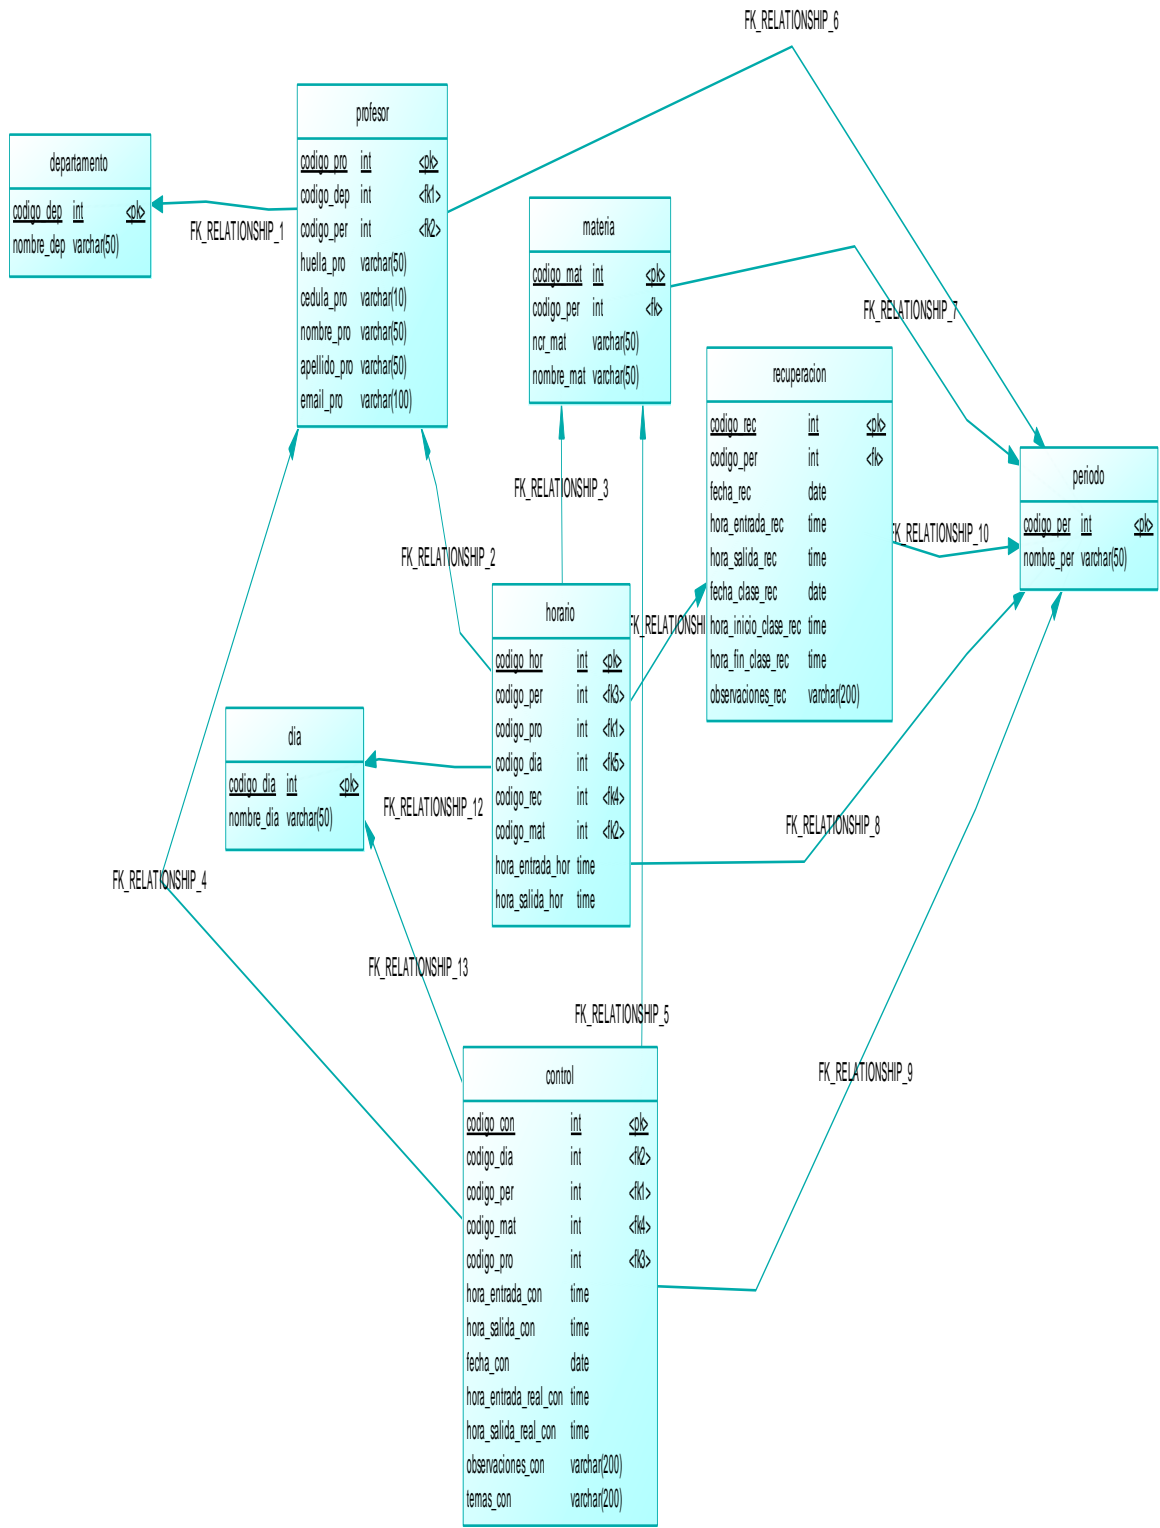 FK_RELATIONSHIP_6
profesor
codigo_pro int <pk>
codigo_dep int <fk1>
codigo_per int <fk2>
huella_pro varchar(50)
cedula_pro varchar(10)
nombre_pro varchar(50)
apellido_pro varchar(50)
email_pro varchar(100)
departamento
codigo_dep int <pk>
nombre_dep varchar(50)
FK_RELATIONSHIP_1
materia
codigo_mat int <pk>
codigo_per int <fk>
ncr_mat varchar(50)
nombre_mat varchar(50)
FK_RELATIONSHIP_7
recuperacion
codigo_rec int <pk>
codigo_per int <fk>
fecha_rec date
hora_entrada_rec time
hora_salida_rec time
fecha_clase_rec date
hora_inicio_clase_rec time
hora_fin_clase_rec time
observaciones_rec varchar(200)
periodo
codigo_per int <pk>
nombre_per varchar(50)
FK_RELATIONSHIP_3
FK_RELATIONSHIP_10
FK_RELATIONSHIP_2
horario
codigo_hor int <pk>
codigo_per int <fk3>
codigo_pro int <fk1>
codigo_dia int <fk5>
codigo_rec int <fk4>
codigo_mat int <fk2>
hora_entrada_hor time
hora_salida_hor time
FK_RELATIONSHI
dia
codigo_dia int <pk>
nombre_dia varchar(50)
FK_RELATIONSHIP_12
FK_RELATIONSHIP_8
FK_RELATIONSHIP_4
FK_RELATIONSHIP_13
FK_RELATIONSHIP_5
FK_RELATIONSHIP_9
control
codigo_con int <pk>
codigo_dia int <fk2>
codigo_per int <fk1>
codigo_mat int <fk4>
codigo_pro int <fk3>
hora_entrada_con time
hora_salida_con time
fecha_con date
hora_entrada_real_con time
hora_salida_real_con time
observaciones_con varchar(200)
temas_con varchar(200)